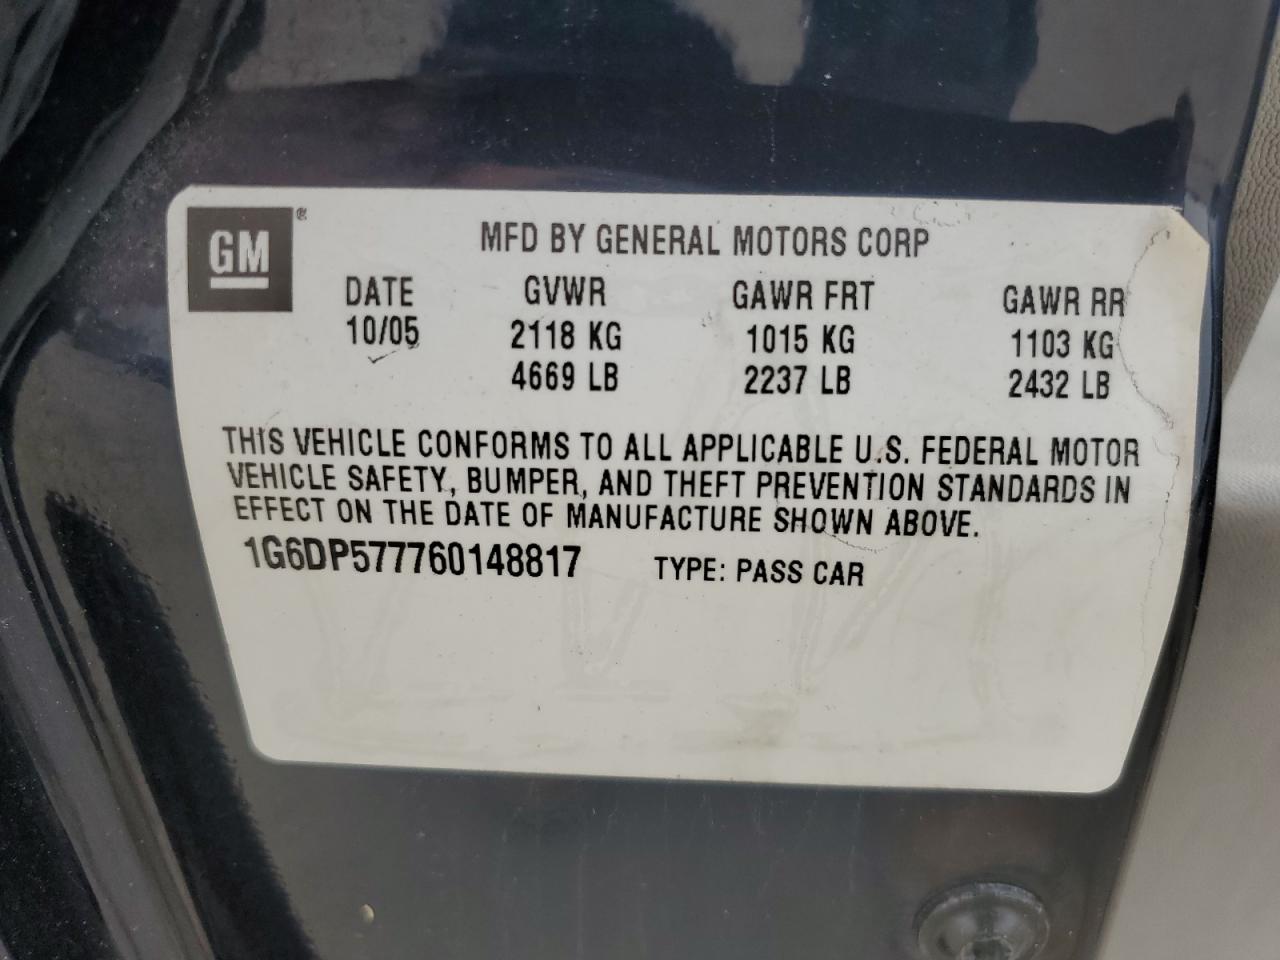 GM ®
MFD BY GENERAL MOTORS CORP
DATE GVWR GAWR FRT GAWR RR
10/05 2118 KG 1015 KG 1103 KG
4669 LB 2237 LB 2432 LB
THIS VEHICLE CONFORMS TO ALL APPLICABLE U.S. FEDERAL MOTOR
VEHICLE SAFETY, BUMPER, AND THEFT PREVENTION STANDARDS IN
EFFECT ON THE DATE OF MANUFACTURE SHOWN ABOVE.
1G6DP577760148817 TYPE: PASS CAR